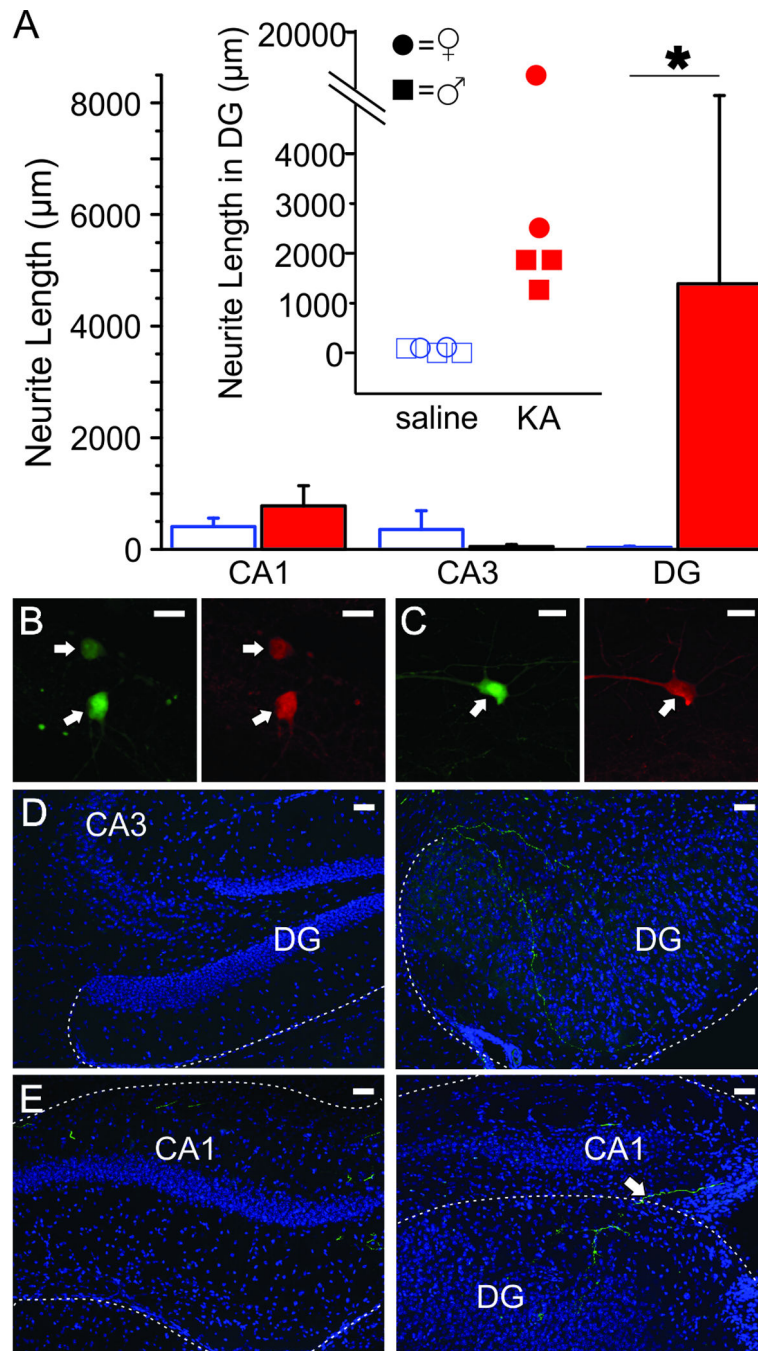 A
Neurite Length (μm)
8500
8000
6000
4000
2000
0
CA1
CA3
DG
Neurite Length in DG (μm)
20000
4000
3000
2000
1000
0
saline
KA
●=♀
■=♂
*
B
C
D
CA3
DG
DG
E
CA1
CA1
DG